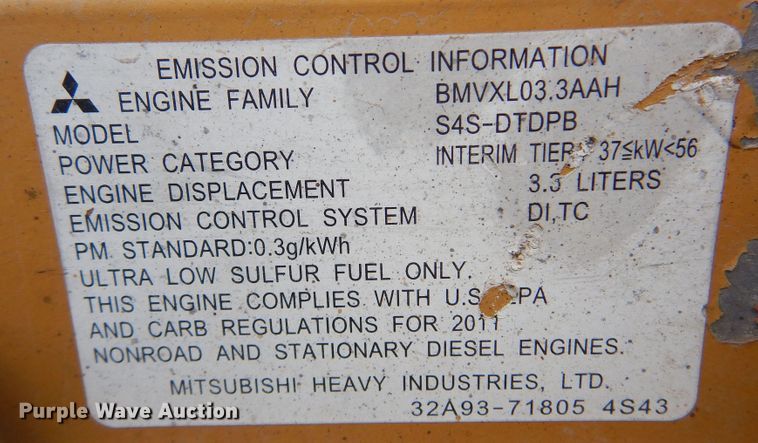 EMISSION CONTROL INFORMATION
ENGINE FAMILY BMVXL03.3AAH
MODEL S4S-DTDPB
POWER CATEGORY INTERIM TIER 37≦kW<56
ENGINE DISPLACEMENT 3.3 LITERS
EMISSION CONTROL SYSTEM DI,TC
PM STANDARD:0.3g/kWh
ULTRA LOW SULFUR FUEL ONLY.
THIS ENGINE COMPLIES WITH U.S PA
AND CARB REGULATIONS FOR 2011
NONROAD AND STATIONARY DIESEL ENGINES.
MITSUBISHI HEAVY INDUSTRIES, LTD.
32A93-71805 4S43
Purple Wave Auction